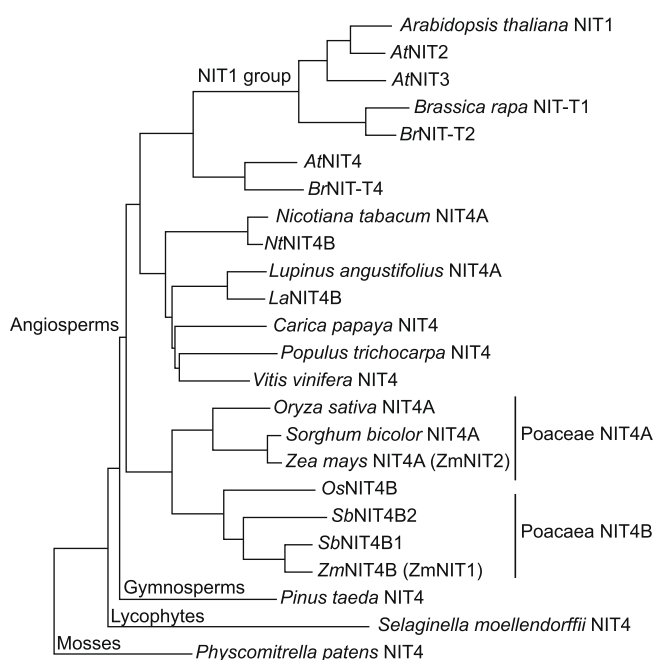 Arabidopsis thaliana NIT1
AtNIT2
NIT1 group
AtNIT3
Brassica rapa NIT-T1
BrNIT-T2
AtNIT4
BrNIT-T4
Nicotiana tabacum NIT4A
NtNIT4B
Lupinus angustifolius NIT4A
LaNIT4B
Angiosperms
Carica papaya NIT4
Populus trichocarpa NIT4
Vitis vinifera NIT4
Oryza sativa NIT4A
Sorghum bicolor NIT4A
Poaceae NIT4A
Zea mays NIT4A (ZmNIT2)
OsNIT4B
SbNIT4B2
Poacaea NIT4B
SbNIT4B1
ZmNIT4B (ZmNIT1)
Gymnosperms
Pinus taeda NIT4
Lycophytes
Selaginella moellendorffii NIT4
Mosses
Physcomitrella patens NIT4